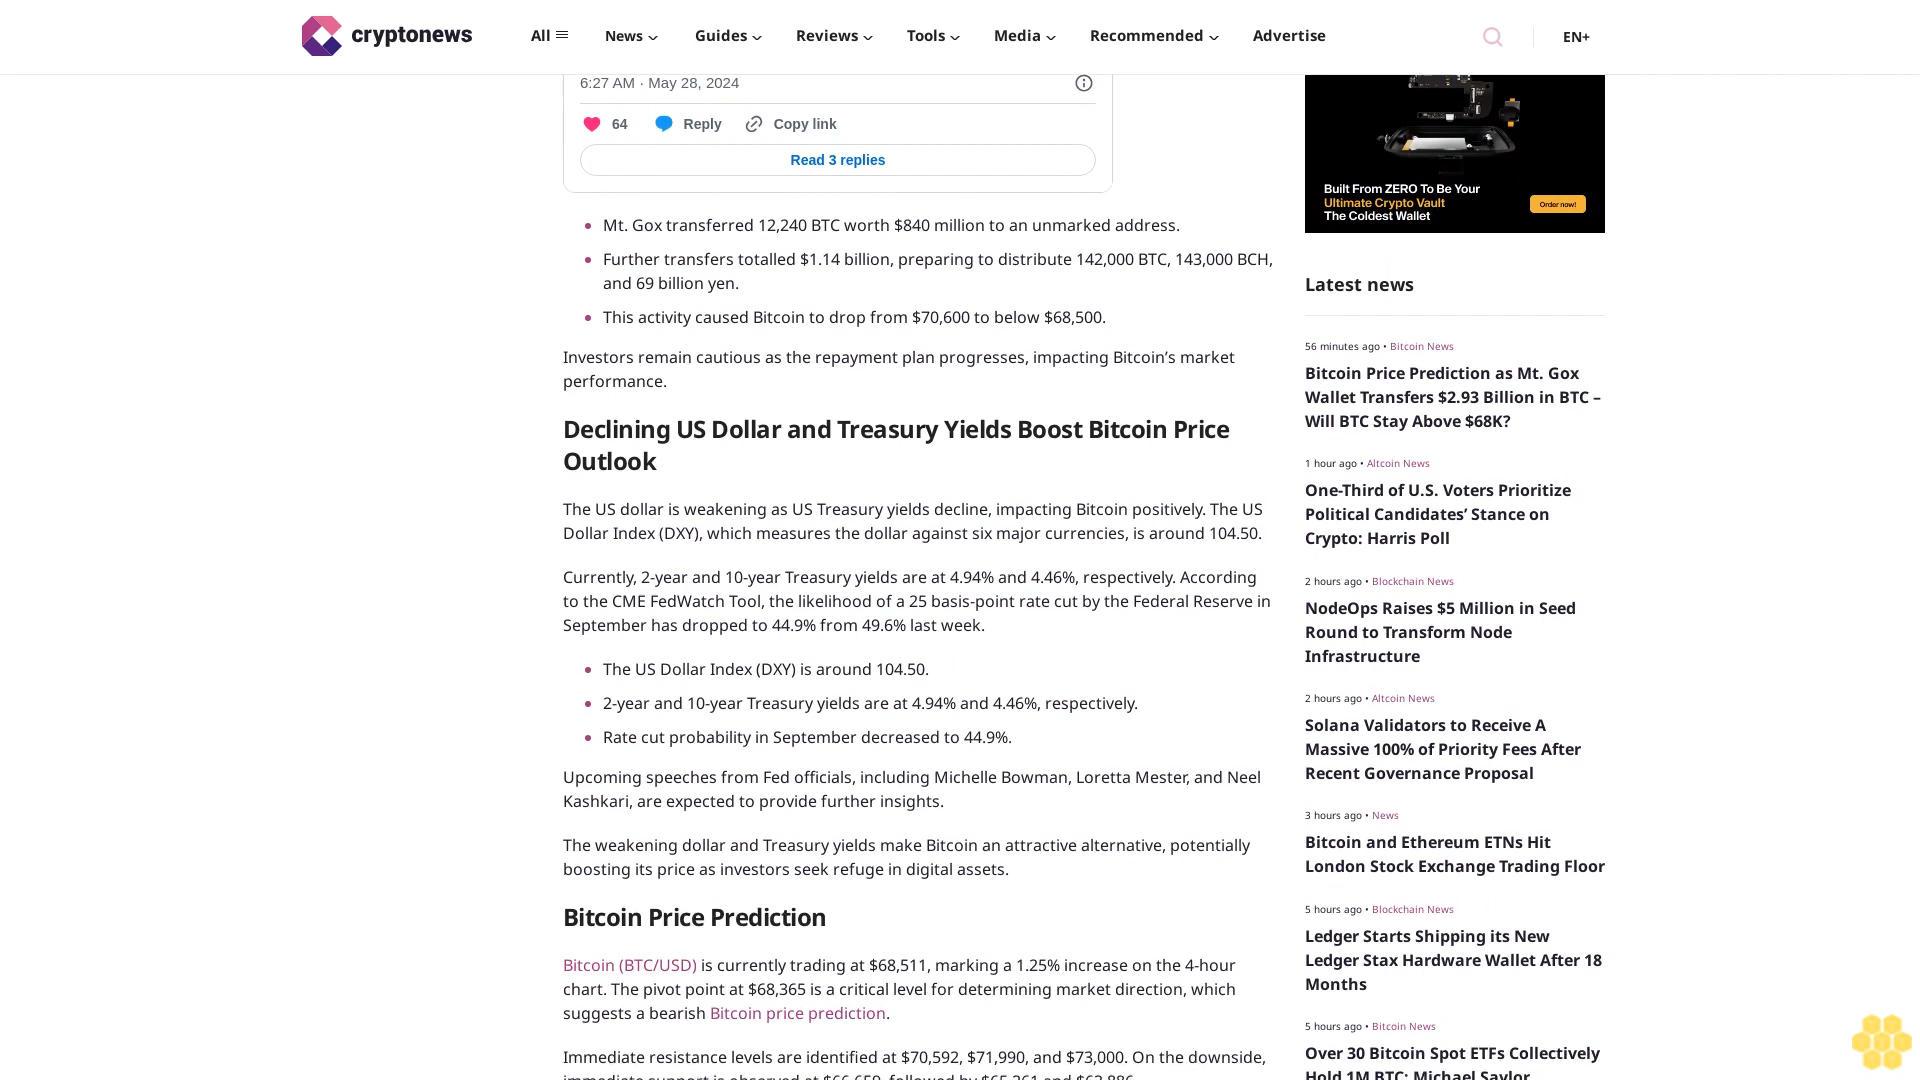 cryptonews
All
News
Guides
Reviews
Tools
Media
Recommended
Advertise
EN+
6:27 AM · May 28, 2024
64 Reply Copy link
Read 3 replies
Mt. Gox transferred 12,240 BTC worth $840 million to an unmarked address.
Further transfers totalled $1.14 billion, preparing to distribute 142,000 BTC, 143,000 BCH,
and 69 billion yen.
This activity caused Bitcoin to drop from $70,600 to below $68,500.
Investors remain cautious as the repayment plan progresses, impacting Bitcoin’s market
performance.
Declining US Dollar and Treasury Yields Boost Bitcoin Price
Outlook
The US dollar is weakening as US Treasury yields decline, impacting Bitcoin positively. The US
Dollar Index (DXY), which measures the dollar against six major currencies, is around 104.50.
Currently, 2-year and 10-year Treasury yields are at 4.94% and 4.46%, respectively. According
to the CME FedWatch Tool, the likelihood of a 25 basis-point rate cut by the Federal Reserve in
September has dropped to 44.9% from 49.6% last week.
The US Dollar Index (DXY) is around 104.50.
2-year and 10-year Treasury yields are at 4.94% and 4.46%, respectively.
Rate cut probability in September decreased to 44.9%.
Upcoming speeches from Fed officials, including Michelle Bowman, Loretta Mester, and Neel
Kashkari, are expected to provide further insights.
The weakening dollar and Treasury yields make Bitcoin an attractive alternative, potentially
boosting its price as investors seek refuge in digital assets.
Bitcoin Price Prediction
Bitcoin (BTC/USD) is currently trading at $68,511, marking a 1.25% increase on the 4-hour
chart. The pivot point at $68,365 is a critical level for determining market direction, which
suggests a bearish Bitcoin price prediction.
Immediate resistance levels are identified at $70,592, $71,990, and $73,000. On the downside,
immediate support is observed at $66,659, followed by $65,261 and $63,886.
Built From ZERO To Be Your
Ultimate Crypto Vault
The Coldest Wallet
Order now!
Latest news
56 minutes ago • Bitcoin News
Bitcoin Price Prediction as Mt. Gox
Wallet Transfers $2.93 Billion in BTC –
Will BTC Stay Above $68K?
1 hour ago • Altcoin News
One-Third of U.S. Voters Prioritize
Political Candidates’ Stance on
Crypto: Harris Poll
2 hours ago • Blockchain News
NodeOps Raises $5 Million in Seed
Round to Transform Node
Infrastructure
2 hours ago • Altcoin News
Solana Validators to Receive A
Massive 100% of Priority Fees After
Recent Governance Proposal
3 hours ago • News
Bitcoin and Ethereum ETNs Hit
London Stock Exchange Trading Floor
5 hours ago • Blockchain News
Ledger Starts Shipping its New
Ledger Stax Hardware Wallet After 18
Months
5 hours ago • Bitcoin News
Over 30 Bitcoin Spot ETFs Collectively
Hold 1M BTC: Michael Saylor